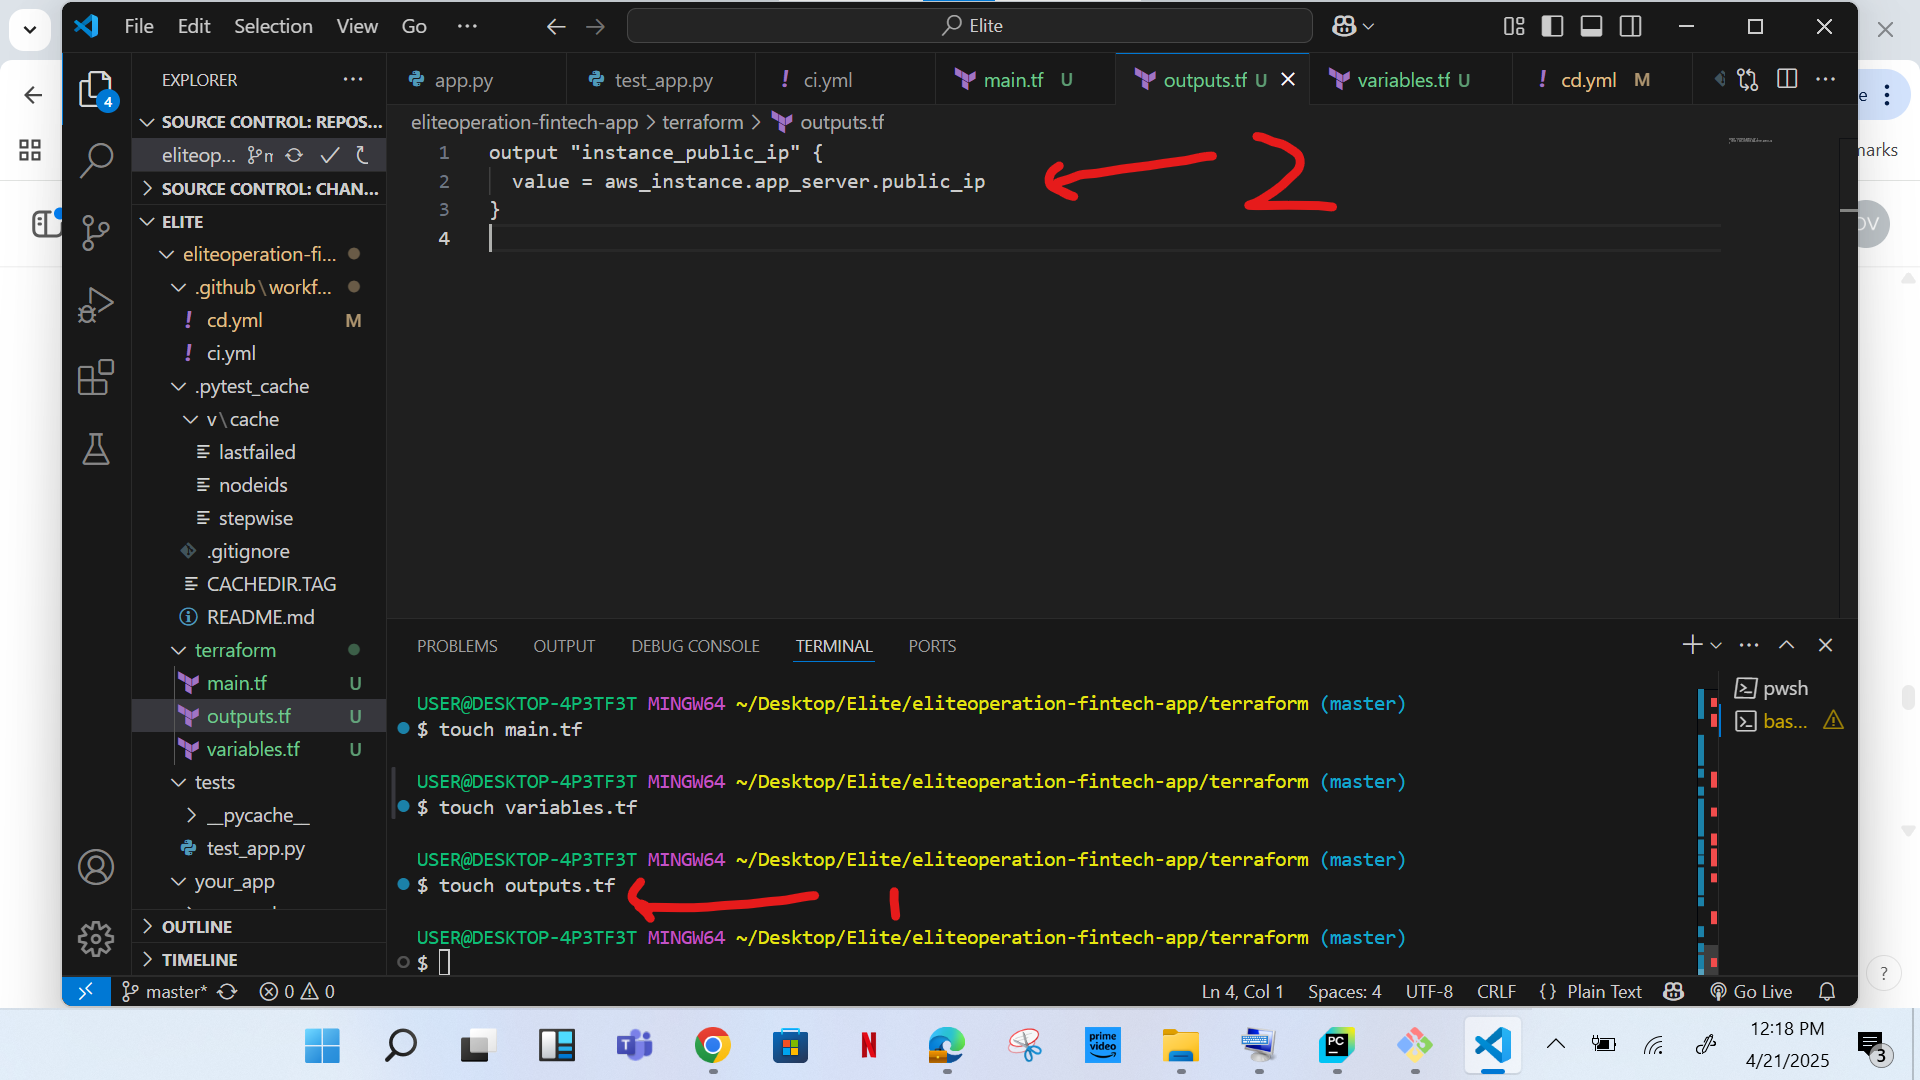 File Edit Selection View Go ··· Elite
EXPLORER ···
app.py test_app.py ! ci.yml main.tf U outputs.tf U variables.tf U ! cd.yml M ···
SOURCE CONTROL: REPOS...
eliteoperation-fintech-app > terraform > outputs.tf
eliteop...
SOURCE CONTROL: CHAN...
ELITE
1 output "instance_public_ip" {
2 value = aws_instance.app_server.public_ip
3 }
4
2
eliteoperation-fi...
.github\workf...
! cd.yml M
! ci.yml
.pytest_cache
v\cache
lastfailed
nodeids
stepwise
.gitignore
CACHEDIR.TAG
README.md
terraform
main.tf U
outputs.tf U
variables.tf U
tests
__pycache__
test_app.py
your_app
OUTLINE
TIMELINE
PROBLEMS OUTPUT DEBUG CONSOLE TERMINAL PORTS
USER@DESKTOP-4P3TF3T MINGW64 ~/Desktop/Elite/eliteoperation-fintech-app/terraform (master)
$ touch main.tf
USER@DESKTOP-4P3TF3T MINGW64 ~/Desktop/Elite/eliteoperation-fintech-app/terraform (master)
$ touch variables.tf
USER@DESKTOP-4P3TF3T MINGW64 ~/Desktop/Elite/eliteoperation-fintech-app/terraform (master)
$ touch outputs.tf
1
USER@DESKTOP-4P3TF3T MINGW64 ~/Desktop/Elite/eliteoperation-fintech-app/terraform (master)
$
pwsh
bas...
4
master* 0 0 Ln 4, Col 1 Spaces: 4 UTF-8 CRLF {} Plain Text Go Live
prime video
PC
N
12:18 PM
4/21/2025
3